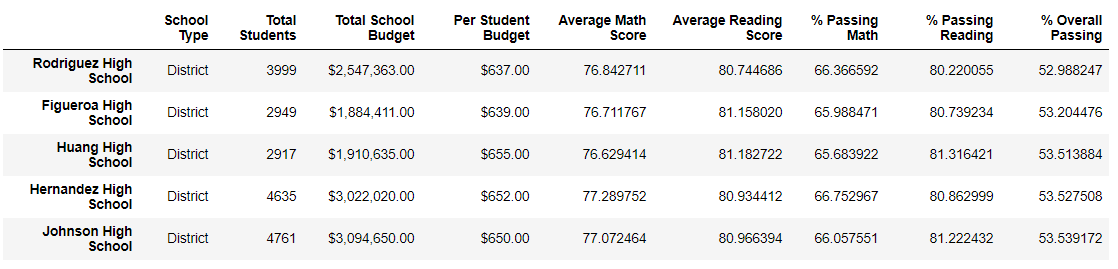 School Type Total Students Total School Budget Per Student Budget Average Math Score Average Reading Score % Passing Math % Passing Reading % Overall Passing
Rodriguez High School District 3999 $2,547,363.00 $637.00 76.842711 80.744686 66.366592 80.220055 52.988247
Figueroa High School District 2949 $1,884,411.00 $639.00 76.711767 81.158020 65.988471 80.739234 53.204476
Huang High School District 2917 $1,910,635.00 $655.00 76.629414 81.182722 65.683922 81.316421 53.513884
Hernandez High School District 4635 $3,022,020.00 $652.00 77.289752 80.934412 66.752967 80.862999 53.527508
Johnson High School District 4761 $3,094,650.00 $650.00 77.072464 80.966394 66.057551 81.222432 53.539172